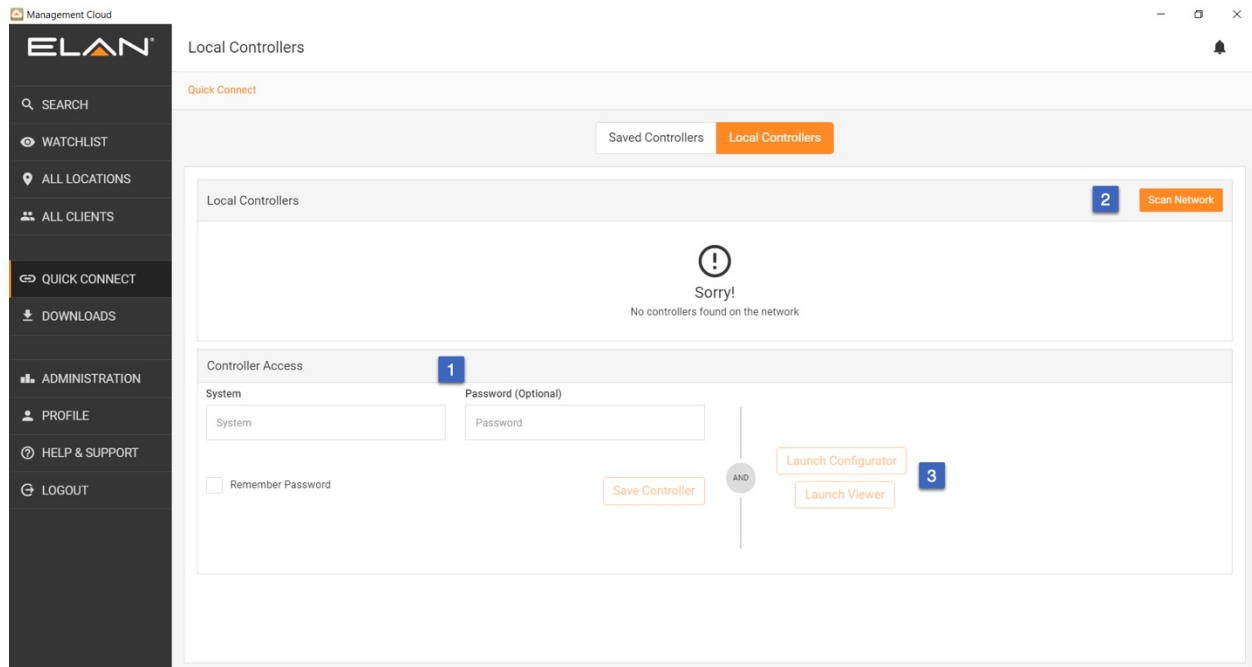 Management Cloud
ELAN®
Local Controllers
Quick Connect
SEARCH
WATCHLIST
ALL LOCATIONS
ALL CLIENTS
QUICK CONNECT
DOWNLOADS
ADMINISTRATION
PROFILE
HELP & SUPPORT
LOGOUT
Saved Controllers Local Controllers
Local Controllers 2 Scan Network
Sorry!
No controllers found on the network
Controller Access 1
System Password (Optional)
System Password
Remember Password Save Controller
AND
Launch Configurator
Launch Viewer
3